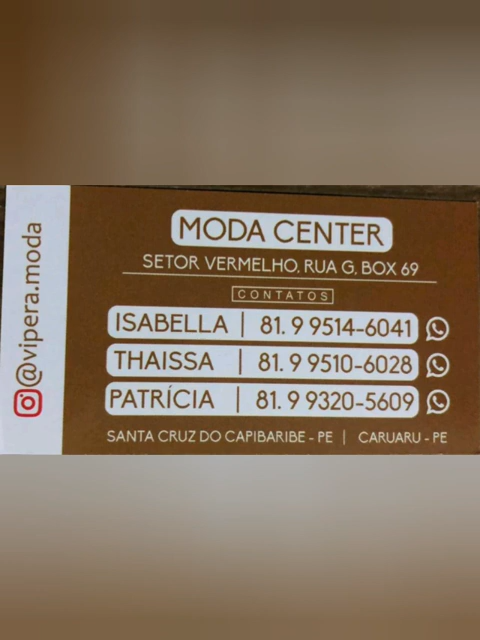 @vipera.moda
MODA CENTER
SETOR VERMELHO, RUA G, BOX 69
CONTATOS
ISABELLA | 81. 9 9514-6041
THAISSA | 81. 9 9510-6028
PATRÍCIA | 81. 9 9320-5609
SANTA CRUZ DO CAPIBARIBE - PE | CARUARU - PE